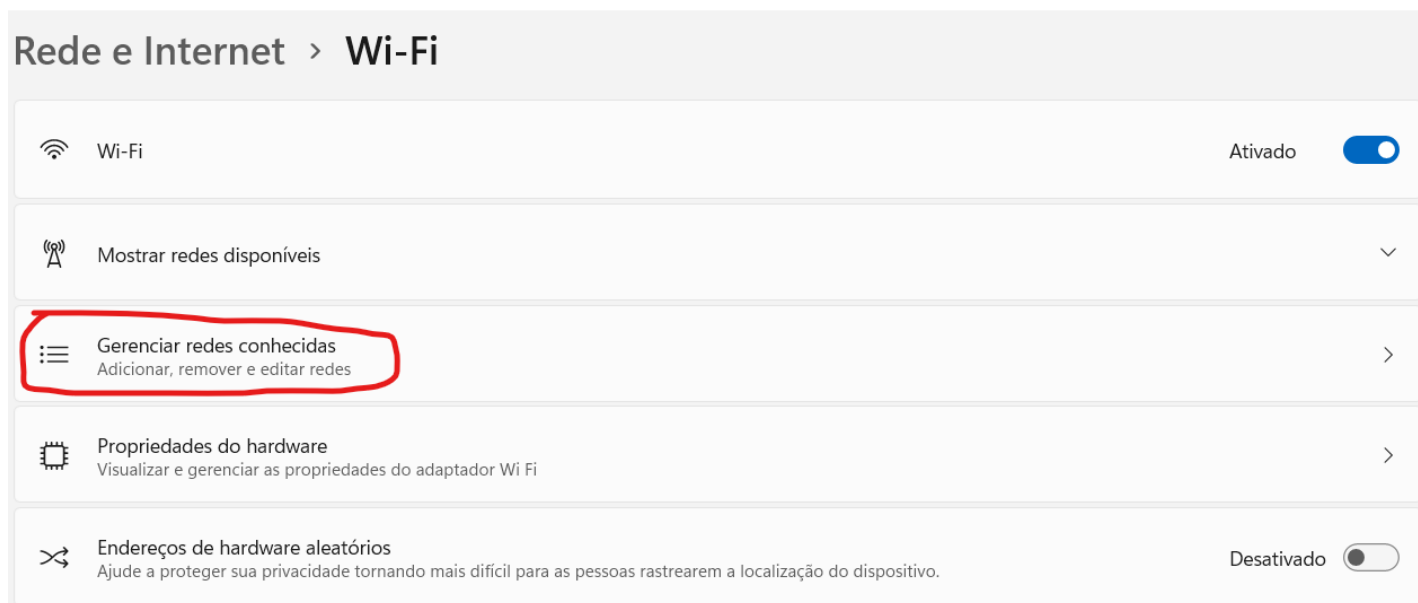 Rede e Internet > Wi-Fi
Wi-Fi
Ativado
Mostrar redes disponíveis
Gerenciar redes conhecidas
Adicionar, remover e editar redes
Propriedades do hardware
Visualizar e gerenciar as propriedades do adaptador Wi Fi
Endereços de hardware aleatórios
Ajude a proteger sua privacidade tornando mais difícil para as pessoas rastrearem a localização do dispositivo.
Desativado